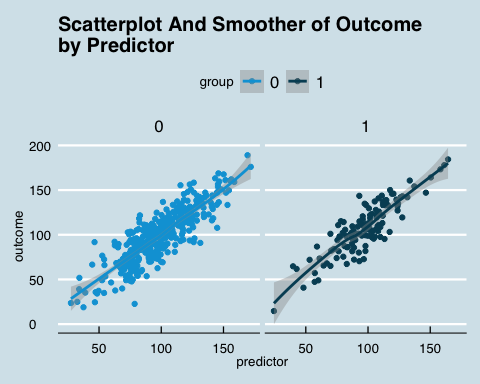 Scatterplot And Smoother of Outcome
by Predictor
group 0 1
0 1
200
150
100
50
0
outcome
50 100 150 50 100 150
predictor